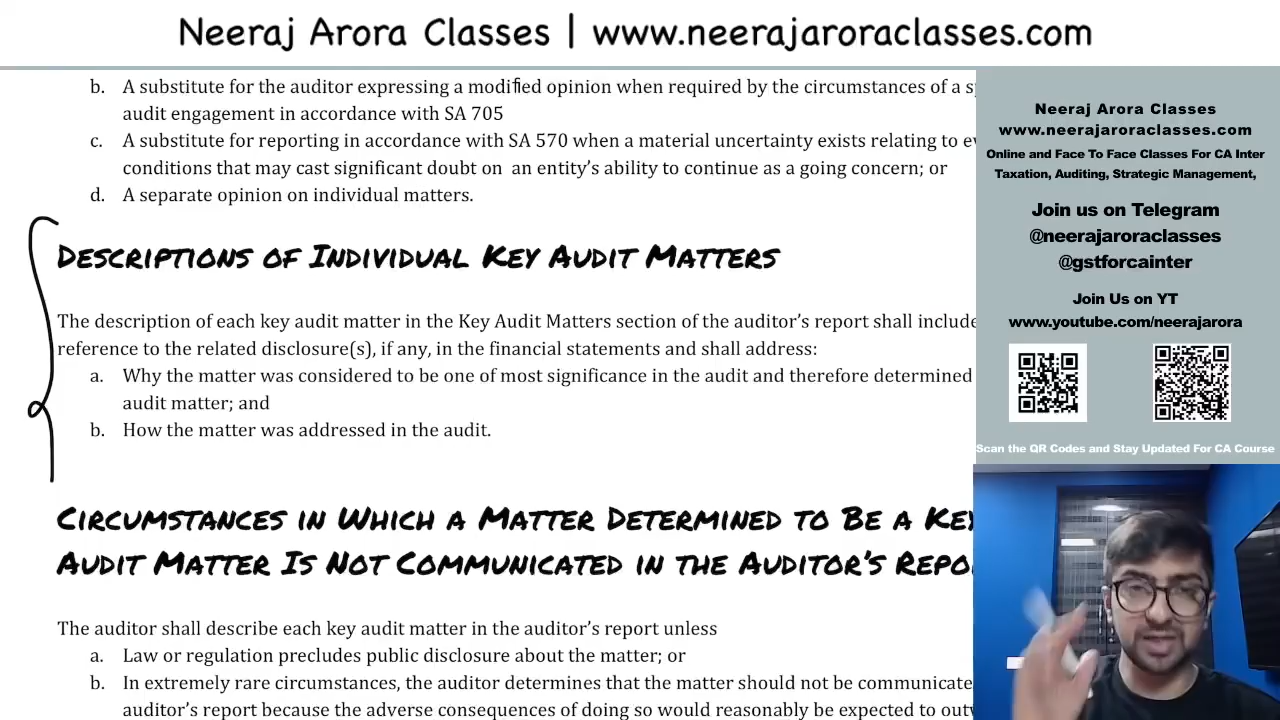 Neeraj Arora Classes | www.neerajaroraclasses.com
b. A substitute for the auditor expressing a modified opinion when required by the circumstances of a
audit engagement in accordance with SA 705
c. A substitute for reporting in accordance with SA 570 when a material uncertainty exists relating to
conditions that may cast significant doubt on an entity's ability to continue as a going concern; or
d. A separate opinion on individual matters.
Descriptions of Individual Key Audit Matters
The description of each key audit matter in the Key Audit Matters section of the auditor's report shall include
reference to the related disclosure(s), if any, in the financial statements and shall address:
a. Why the matter was considered to be one of most significance in the audit and therefore determined
audit matter; and
b. How the matter was addressed in the audit.
Circumstances in Which a Matter Determined to Be a Key
Audit Matter Is Not Communicated in the Auditor's
The auditor shall describe each key audit matter in the auditor's report unless
a. Law or regulation precludes public disclosure about the matter; or
b. In extremely rare circumstances, the auditor determines that the matter should not be
auditor's report because the adverse consequences of doing so would reasonably be expected to
Neeraj Arora Classes
www.neerajaroraclasses.com
Online and Face To Face Classes For CA Inter
Taxation, Auditing, Strategic Management,
Join us on Telegram
@neerajaroraclasses
@gstforcainter
Join Us on YT
www.youtube.com/neerajarora
Scan the QR Codes and Stay Updated For CA Course